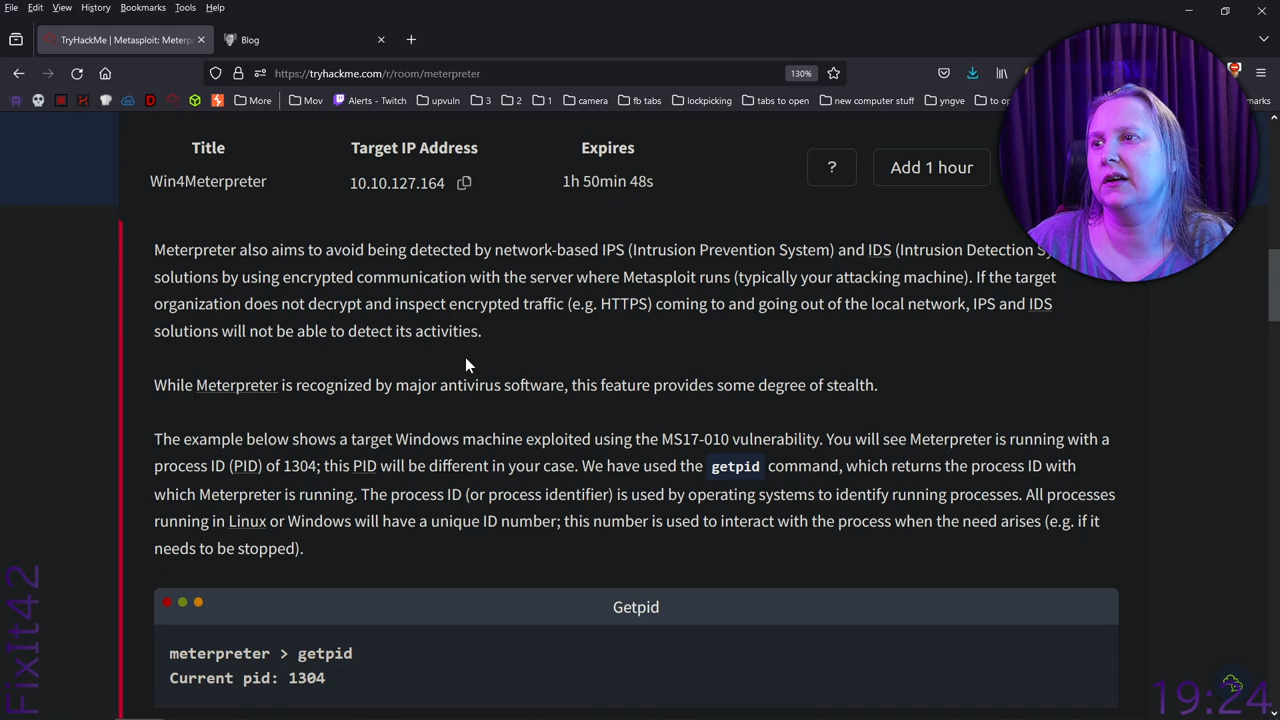 File Edit View History Bookmarks Tools Help
TryHackMe | Metasploit: Meterp
Blog
https://tryhackme.com/r/room/meterpreter
130%
More Mov Alerts - Twitch upvuln 3 2 1 camera fb tabs lockpicking tabs to open new computer stuff yngve to o
Title Target IP Address Expires
Win4Meterpreter 10.10.127.164 1h 50min 48s ? Add 1 hour
Meterpreter also aims to avoid being detected by network-based IPS (Intrusion Prevention System) and IDS (Intrusion Detection Sy
solutions by using encrypted communication with the server where Metasploit runs (typically your attacking machine). If the target
organization does not decrypt and inspect encrypted traffic (e.g. HTTPS) coming to and going out of the local network, IPS and IDS
solutions will not be able to detect its activities.
While Meterpreter is recognized by major antivirus software, this feature provides some degree of stealth.
The example below shows a target Windows machine exploited using the MS17-010 vulnerability. You will see Meterpreter is running with a
process ID (PID) of 1304; this PID will be different in your case. We have used the getpid command, which returns the process ID with
which Meterpreter is running. The process ID (or process identifier) is used by operating systems to identify running processes. All processes
running in Linux or Windows will have a unique ID number; this number is used to interact with the process when the need arises (e.g. if it
needs to be stopped).
Getpid
meterpreter > getpid
Current pid: 1304
FixIt42
19:24